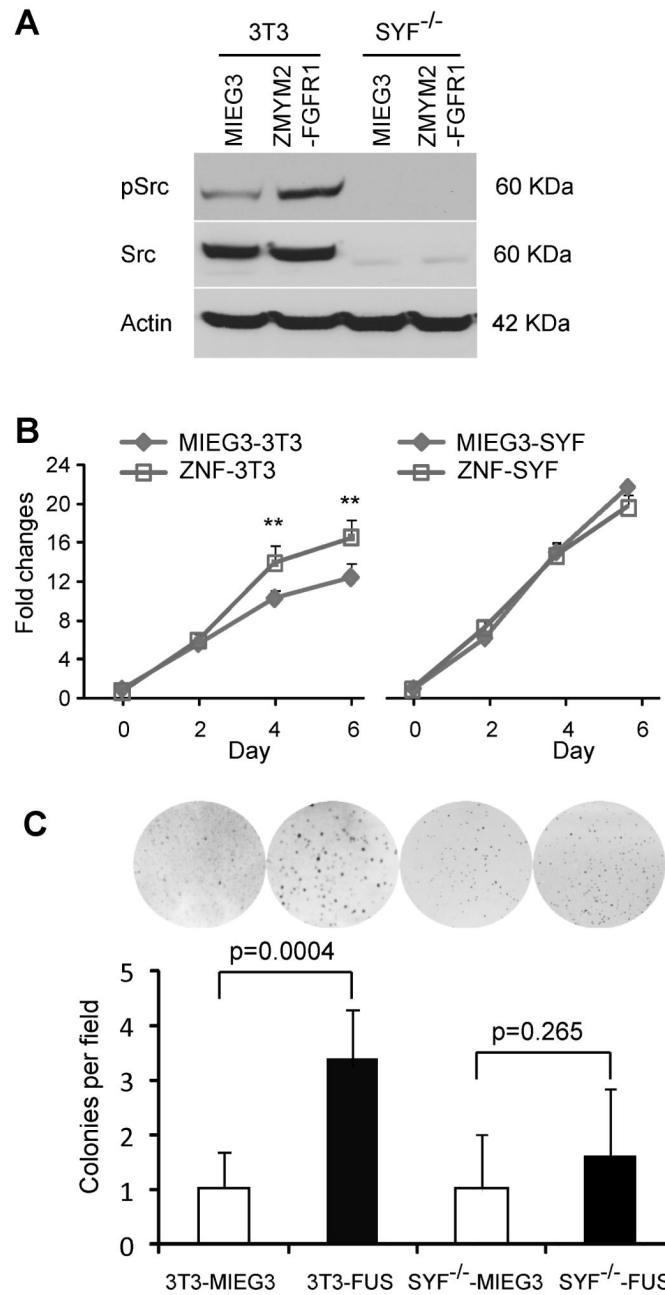 A
3T3 SYF-/-
MIEG3
ZMYM2
-FGFR1
MIEG3
ZMYM2
-FGFR1
pSrc 60 KDa
Src 60 KDa
Actin 42 KDa
B
MIEG3-3T3 MIEG3-SYF
ZNF-3T3 ZNF-SYF
24
20
16
12
8
4
0
Fold changes
** **
0 2 4 6 0 2 4 6
Day Day
C
p=0.0004
p=0.265
5
4
3
2
1
0
Colonies per field
3T3-MIEG3 3T3-FUS SYF-/--MIEG3 SYF-/--FUS